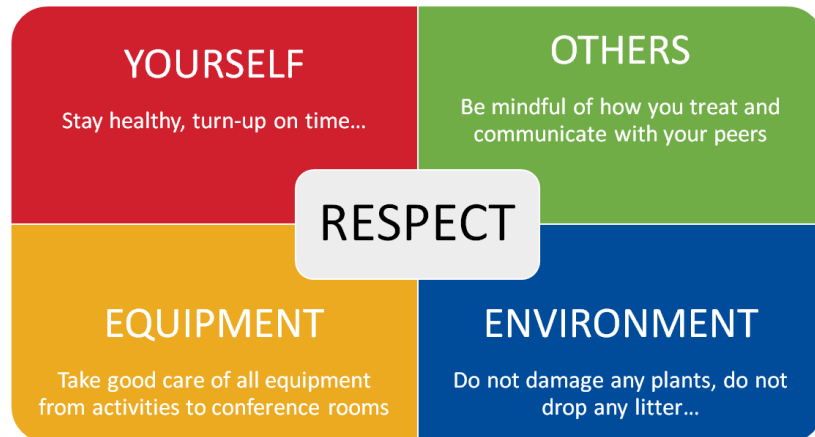 YOURSELF
Stay healthy, turn-up on time…
OTHERS
Be mindful of how you treat and
communicate with your peers
RESPECT
EQUIPMENT
Take good care of all equipment
from activities to conference rooms
ENVIRONMENT
Do not damage any plants, do not
drop any litter…